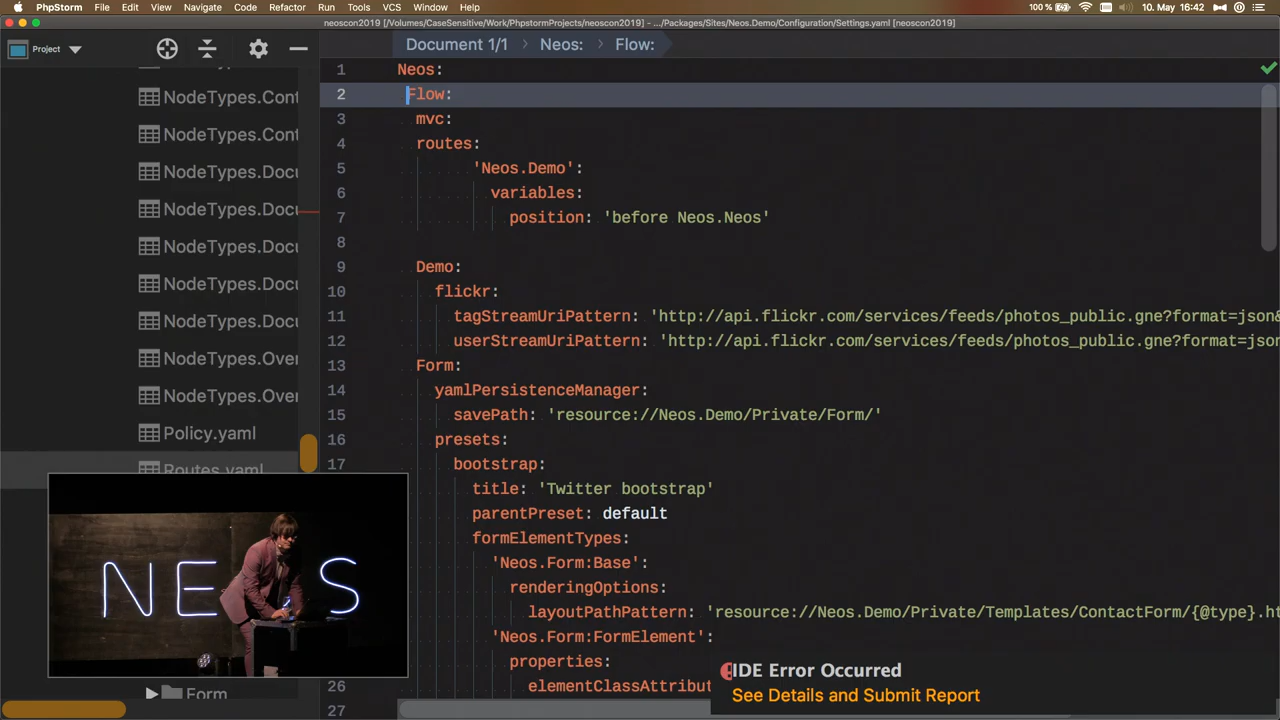 PhpStorm File Edit View Navigate Code Refactor Run Tools VCS Window Help 100 % 10. May 16:42
neoscon2019 [/Volumes/CaseSensitive/Work/PhpstormProjects/neoscon2019] - .../Packages/Sites/Neos.Demo/Configuration/Settings.yaml [neoscon2019]
Project
Document 1/1 Neos: Flow:
NodeTypes.Cont
NodeTypes.Cont
NodeTypes.Docu
NodeTypes.Docu
NodeTypes.Docu
NodeTypes.Docu
NodeTypes.Docu
NodeTypes.Over
NodeTypes.Over
Policy.yaml
Routes.yaml
Form
1 Neos:
2 Flow:
3 mvc:
4 routes:
5 'Neos.Demo':
6 variables:
7 position: 'before Neos.Neos'
8
9 Demo:
10 flickr:
11 tagStreamUriPattern: 'http://api.flickr.com/services/feeds/photos_public.gne?format=json&
12 userStreamUriPattern: 'http://api.flickr.com/services/feeds/photos_public.gne?format=jso
13 Form:
14 yamlPersistenceManager:
15 savePath: 'resource://Neos.Demo/Private/Form/'
16 presets:
17 bootstrap:
title: 'Twitter bootstrap'
parentPreset: default
formElementTypes:
'Neos.Form:Base':
renderingOptions:
layoutPathPattern: 'resource://Neos.Demo/Private/Templates/ContactForm/{@type}.ht
'Neos.Form:FormElement':
properties:
26 elementClassAttribut
27
NE S
IDE Error Occurred
See Details and Submit Report